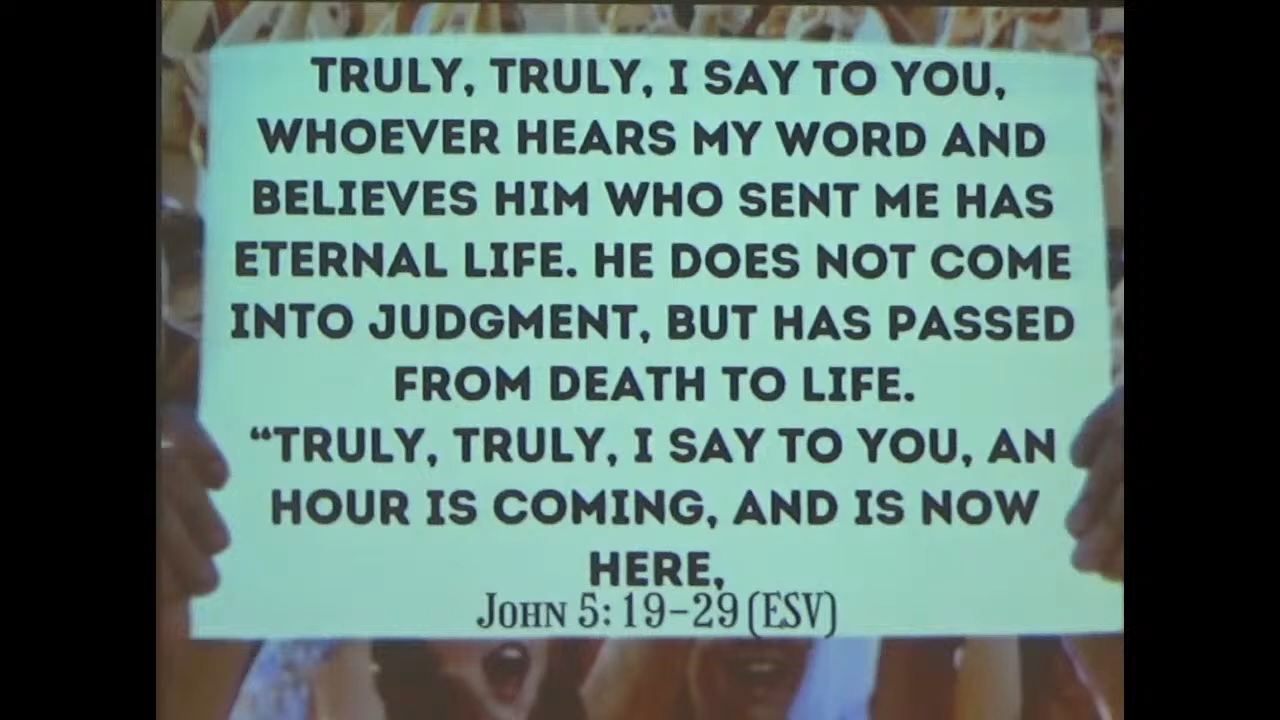 TRULY, TRULY, I SAY TO YOU,
WHOEVER HEARS MY WORD AND
BELIEVES HIM WHO SENT ME HAS
ETERNAL LIFE. HE DOES NOT COME
INTO JUDGMENT, BUT HAS PASSED
FROM DEATH TO LIFE.
“TRULY, TRULY, I SAY TO YOU, AN
HOUR IS COMING, AND IS NOW
HERE,
JOHN 5: 19-29 (ESV)